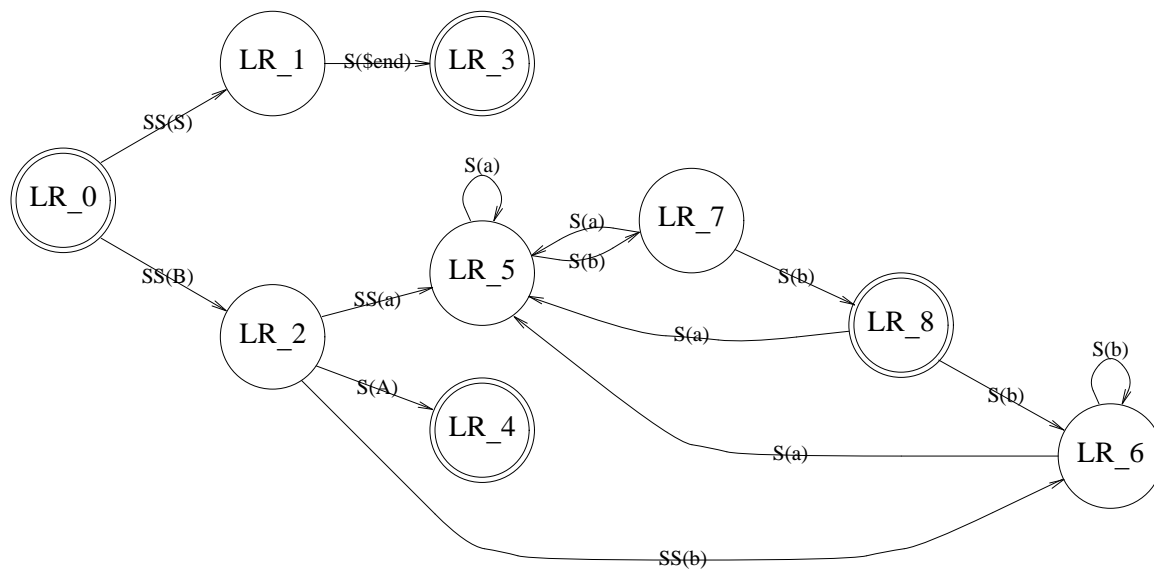 LR_1
S($end)
LR_3
SS(S)
LR_0
S(a)
LR_7
S(a)
S(b)
LR_5
S(b)
SS(B)
SS(a)
LR_2
S(a)
LR_8
S(b)
S(A)
S(b)
LR_4
S(a)
LR_6
SS(b)